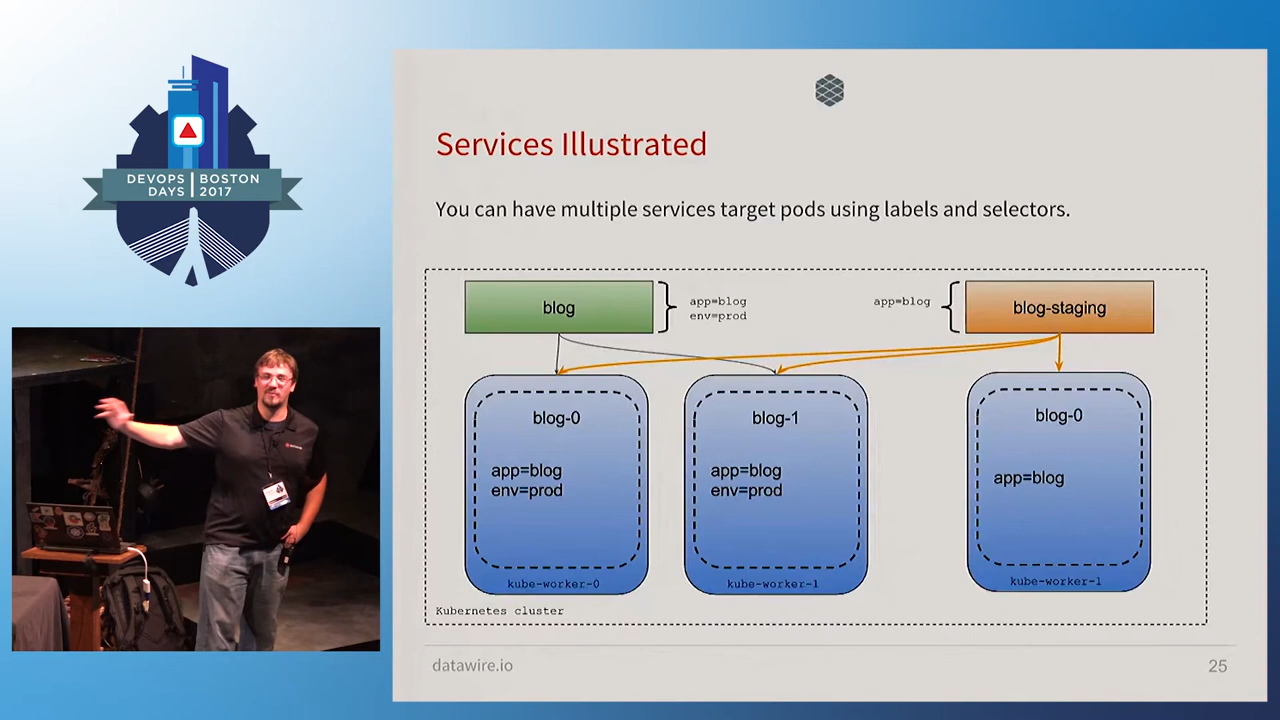 DEVOPS BOSTON
DAYS 2017
Services Illustrated
You can have multiple services target pods using labels and selectors.
blog
app=blog
env=prod
app=blog
blog-staging
blog-0
app=blog
env=prod
kube-worker-0
blog-1
app=blog
env=prod
kube-worker-1
blog-0
app=blog
kube-worker-1
Kubernetes cluster
datawire.io
25